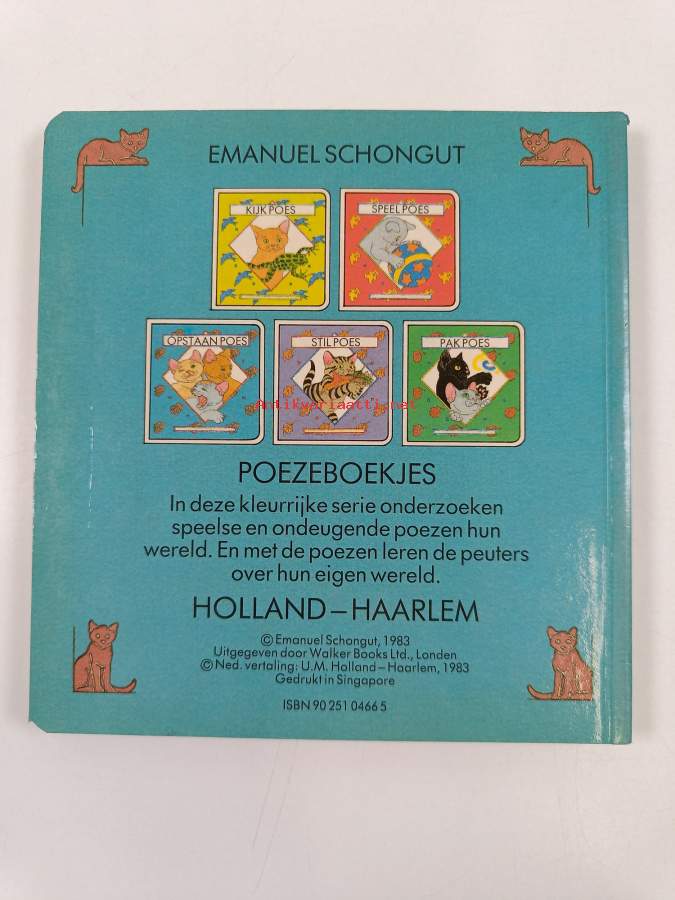 EMANUEL SCHONGUT
KIJK POES
SPEEL POES
OPSTAAN POES
STIL POES
PAK POES
Antikvariaatti.net
POEZEBOEKJES
In deze kleurrijke serie onderzoeken
speelse en ondeugende poezen hun
wereld. En met de poezen leren de peuters
over hun eigen wereld.
HOLLAND–HAARLEM
© Emanuel Schongut, 1983
Uitgegeven door Walker Books Ltd., Londen
© Ned. vertaling: U.M. Holland–Haarlem, 1983
Gedrukt in Singapore
ISBN 90 251 0466 5